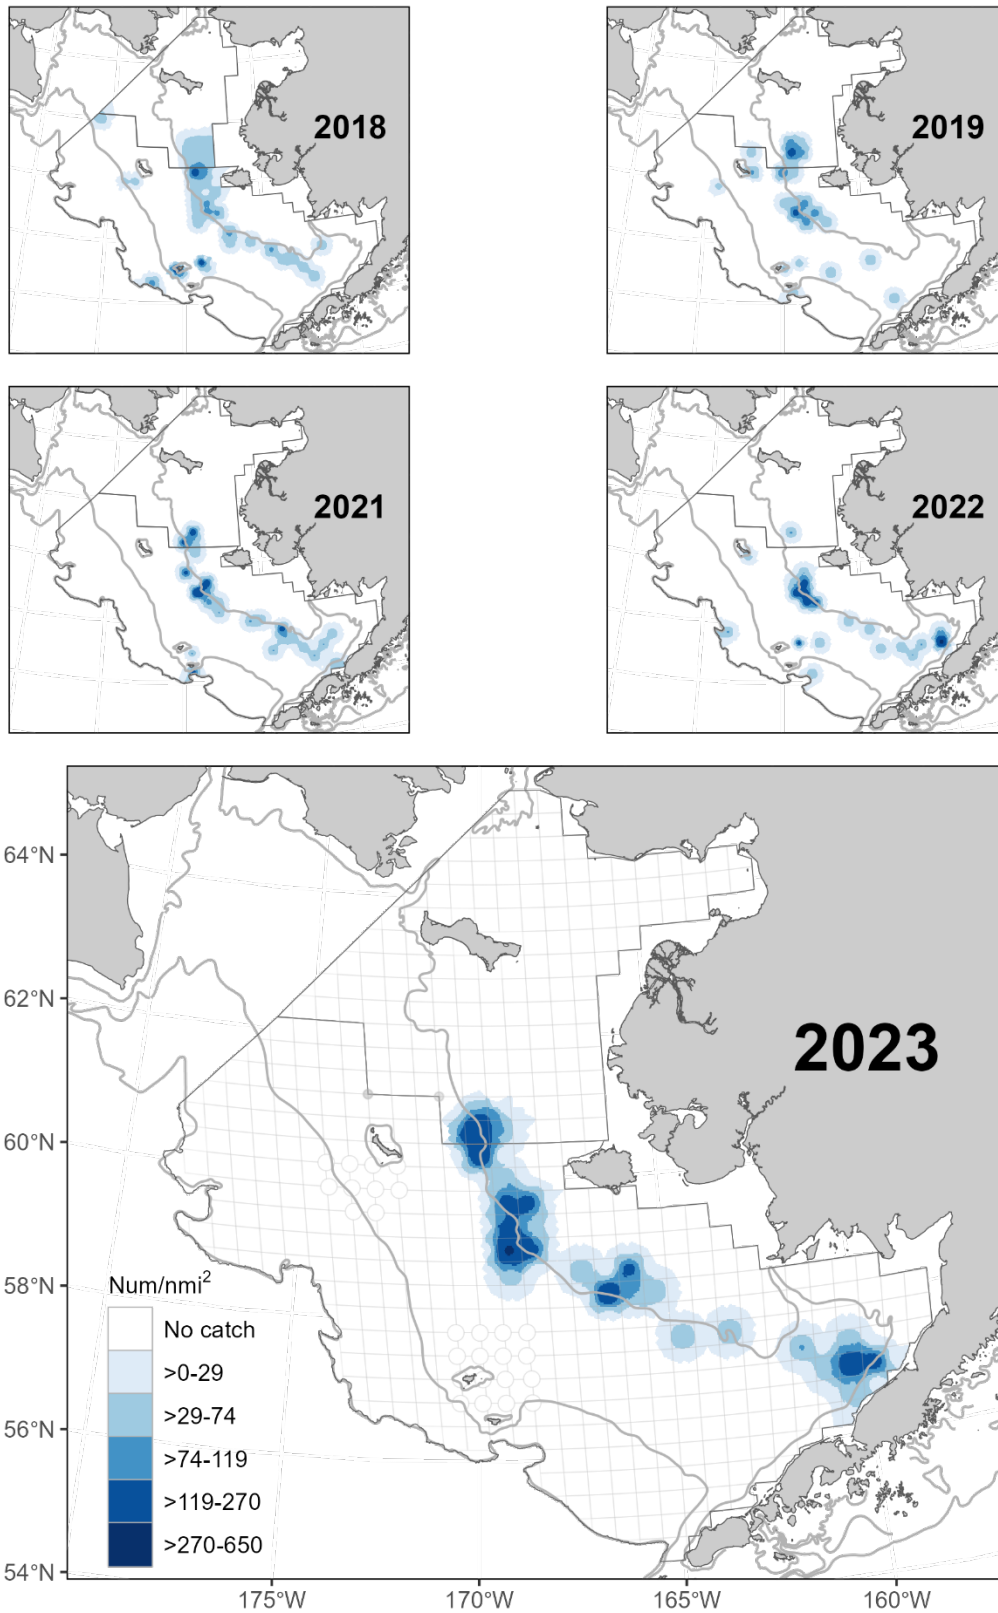 2018
2019
2021
2022
2023
64°N
62°N
60°N
58°N
56°N
54°N
Num/nmi²
No catch
>0-29
>29-74
>74-119
>119-270
>270-650
175°W
170°W
165°W
160°W